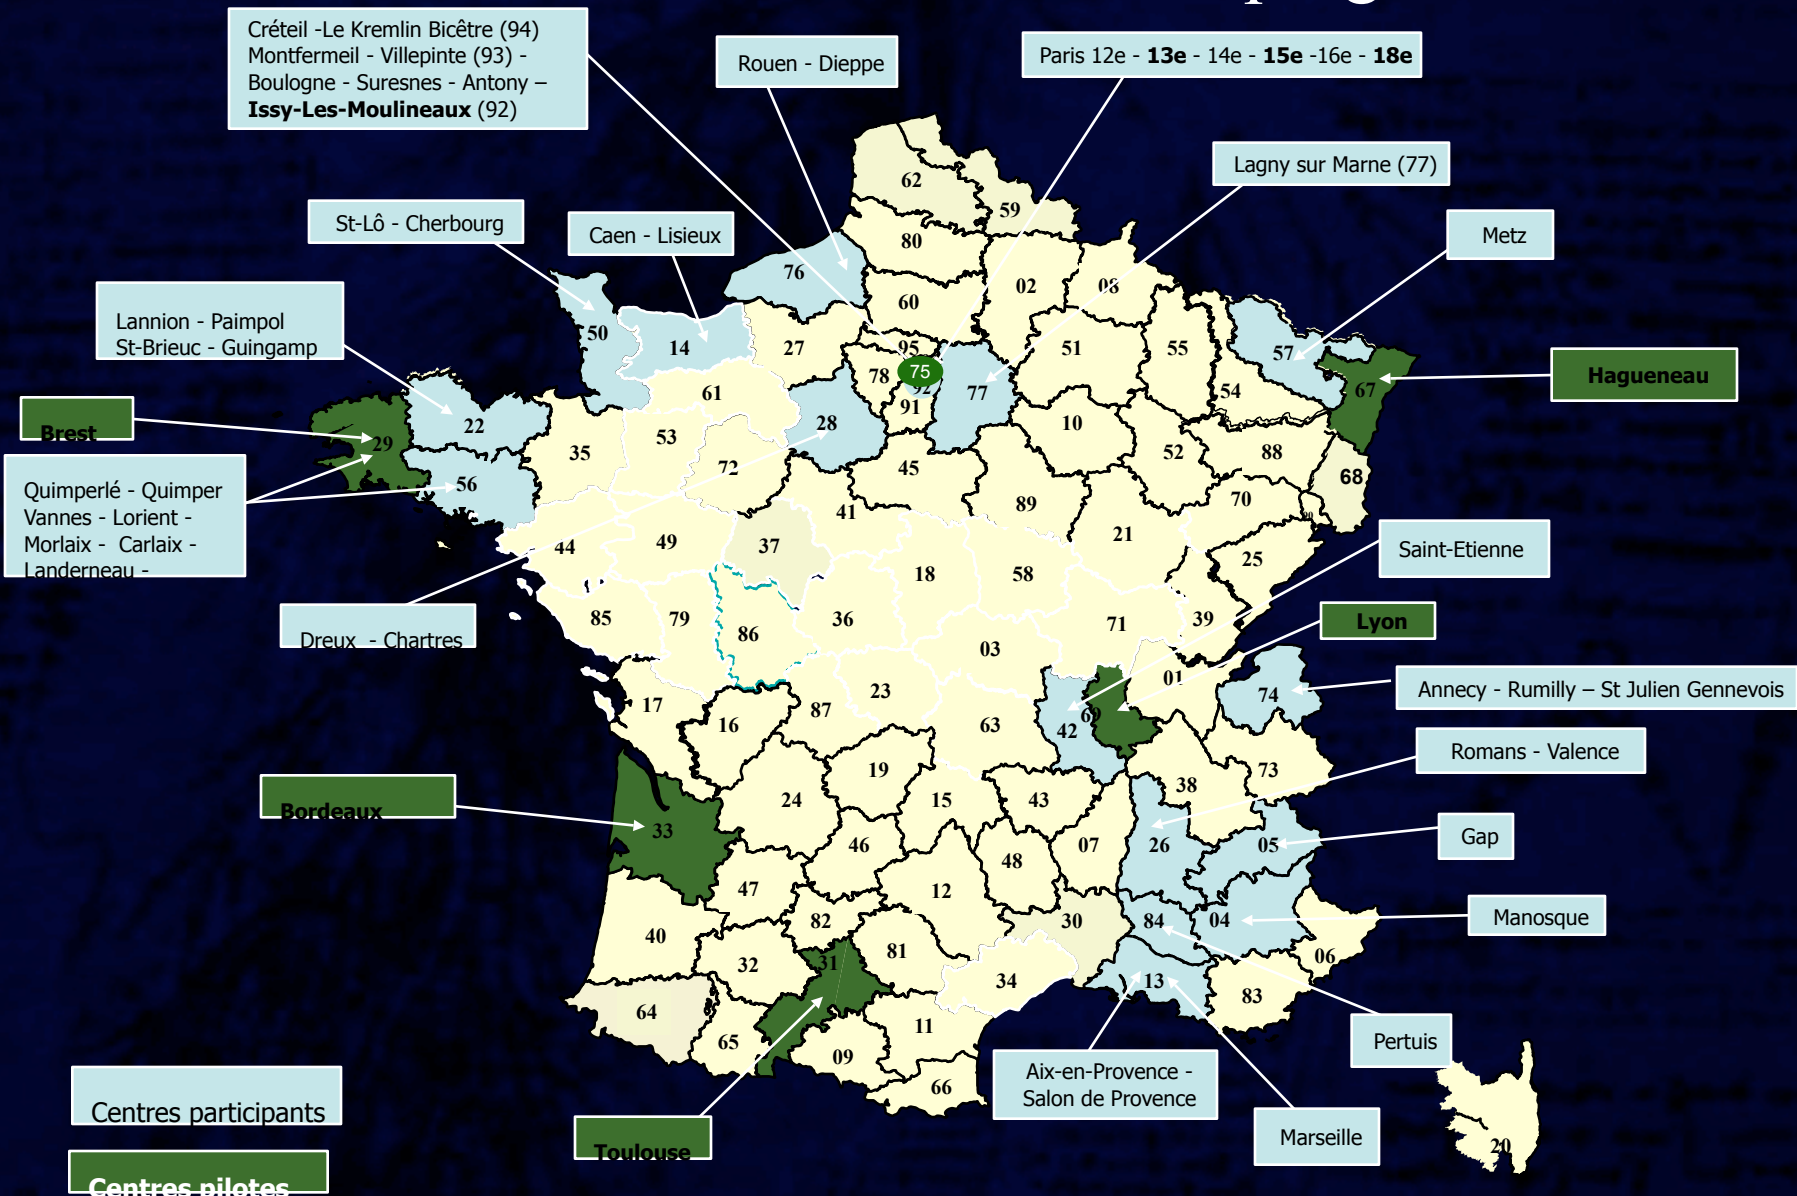 Créteil -Le Kremlin Bicêtre (94)
Montfermeil - Villepinte (93) -
Boulogne - Suresnes - Antony –
Issy-Les-Moulineaux (92)
Rouen - Dieppe
Paris 12e - 13e - 14e - 15e -16e - 18e
Lagny sur Marne (77)
St-Lô - Cherbourg
Caen - Lisieux
Metz
Lannion - Paimpol
St-Brieuc - Guingamp
Hagueneau
Brest
Quimperlé - Quimper
Vannes - Lorient -
Morlaix - Carlaix -
Landerneau -
Dreux - Chartres
Saint-Etienne
Lyon
Annecy - Rumilly – St Julien Gennevois
Romans - Valence
Bordeaux
Gap
Manosque
Pertuis
Aix-en-Provence -
Salon de Provence
Marseille
Toulouse
Centres participants
Centres pilotes
62
59
80
76
02
08
60
50
14
27
95
51
55
57
78
75
92
77
54
67
61
91
28
10
22
29
53
35
72
45
52
88
68
56
41
89
70
90
49
37
21
44
25
18
58
85
79
86
36
71
39
03
01
74
17
16
87
23
63
42
69
19
73
38
24
15
43
33
46
48
07
26
05
47
12
82
30
84
04
40
32
31
81
06
34
13
83
64
65
11
09
66
20